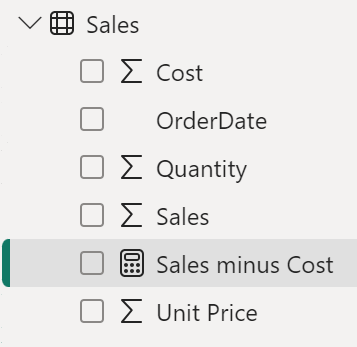 Sales
Cost
OrderDate
Quantity
Sales
Sales minus Cost
Unit Price